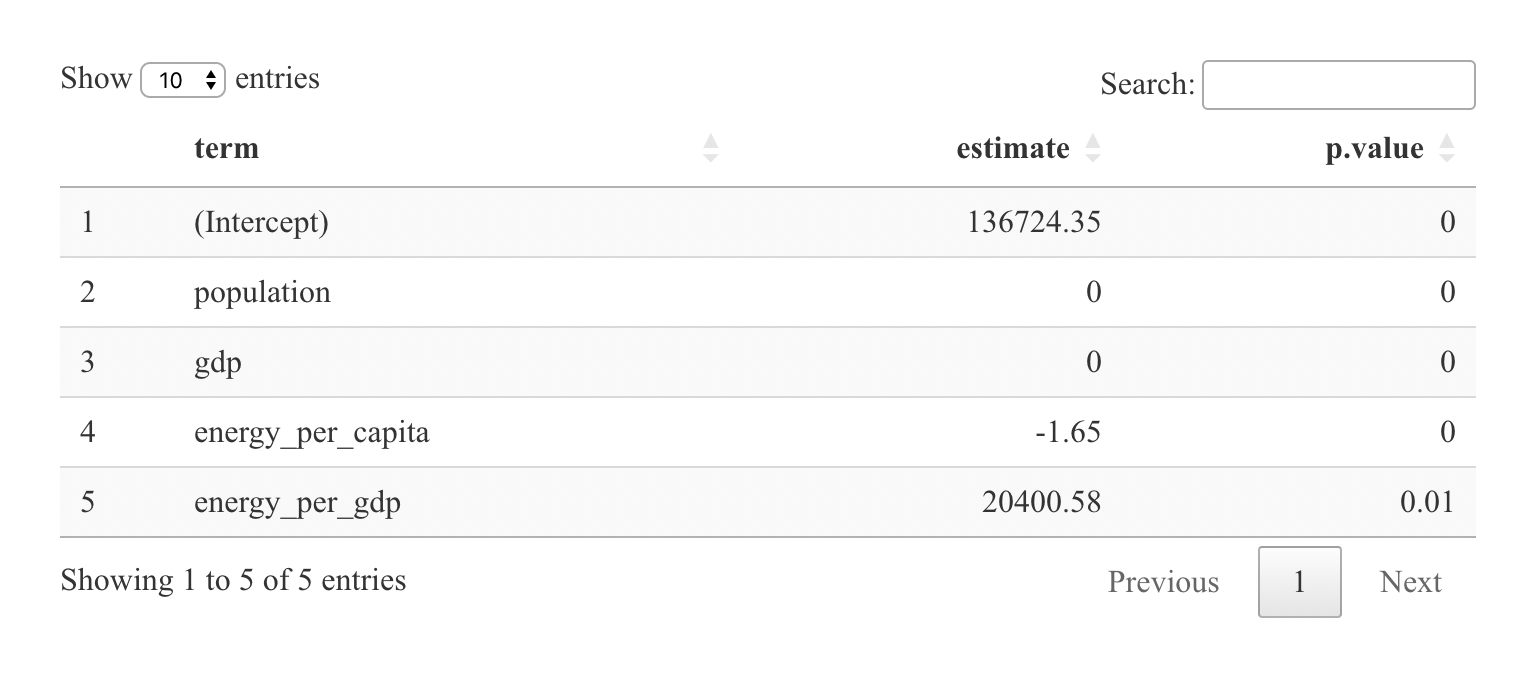 Show 10 entries Search:
term estimate p.value
1 (Intercept) 136724.35 0
2 population 0 0
3 gdp 0 0
4 energy_per_capita -1.65 0
5 energy_per_gdp 20400.58 0.01
Showing 1 to 5 of 5 entries Previous 1 Next